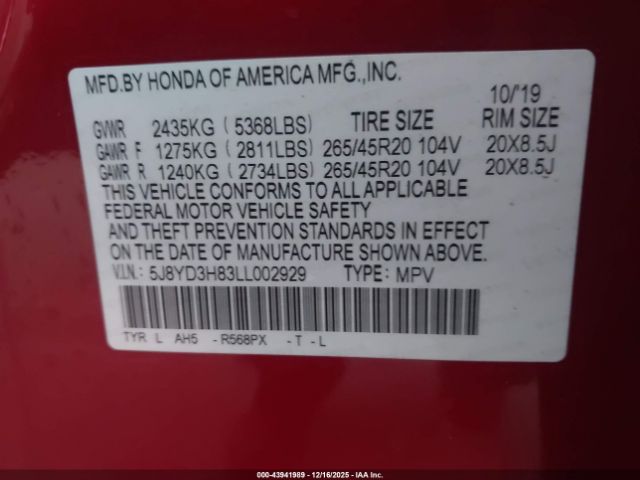 MFD.BY HONDA OF AMERICA MFG.,INC.
10/'19
GVWR 2435KG ( 5368LBS) TIRE SIZE RIM SIZE
GAWR F 1275KG ( 2811LBS) 265/45R20 104V 20X8.5J
GAWR R 1240KG ( 2734LBS) 265/45R20 104V 20X8.5J
THIS VEHICLE CONFORMS TO ALL APPLICABLE
FEDERAL MOTOR VEHICLE SAFETY
AND THEFT PREVENTION STANDARDS IN EFFECT
ON THE DATE OF MANUFACTURE SHOWN ABOVE.
V.I.N.: 5J8YD3H83LL002929 TYPE: MPV
TYR L AH5 - R568PX - T - L
000-43941989 - 12/16/2025 - IAA Inc.